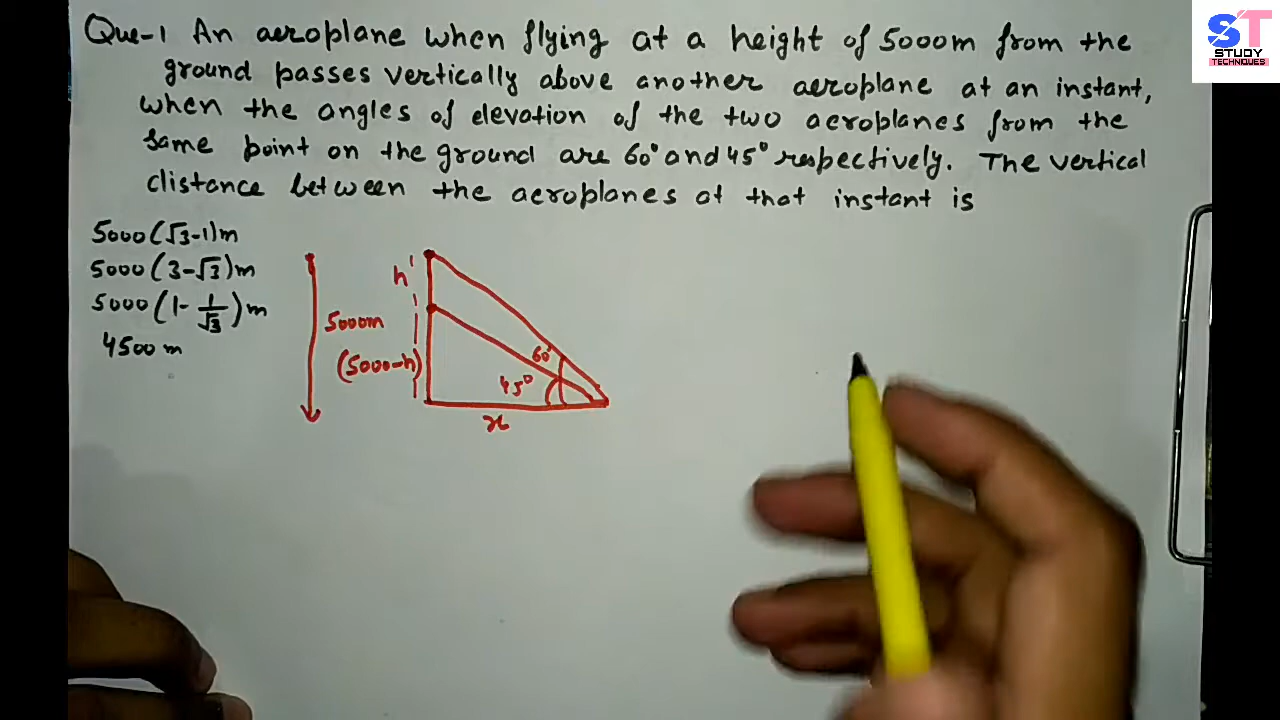 Que-1 An aeroplane when flying at a height of 5000m from the
ground passes vertically above another aeroplane at an instant,
when the angles of elevation of the two aeroplanes from the
same point on the ground are 60° and 45° respectively. The vertical
distance between the aeroplanes at that instant is
5000(√3-1)m
5000(3-√3)m
5000(1-1/√3)m
4500m
h
5000m
(5000-h)
60°
45°
x
ST
STUDY
TECHNIQUES